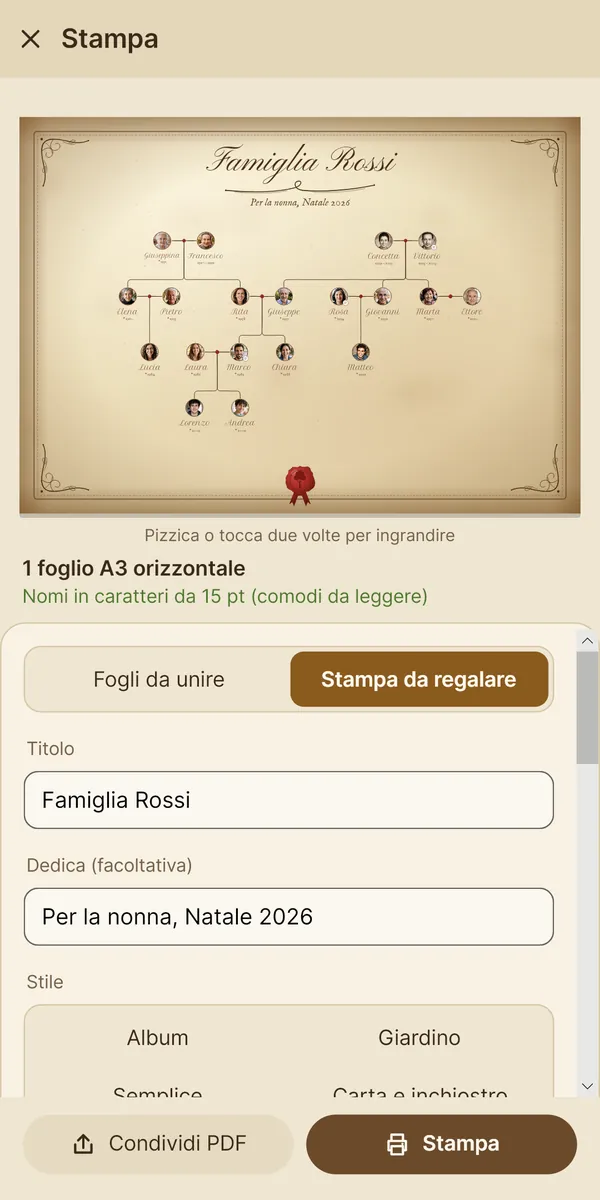 Stampa
Famiglia Rossi
Per la nonna, Natale 2026
Giuseppina Francesco Concetta Vittorio
Elena Pietro Rita Giuseppe Rosa Giovanni Marta Ettore
Lucia Laura Marco Chiara Matteo
Lorenzo Andrea
Pizzica o tocca due volte per ingrandire
1 foglio A3 orizzontale
Nomi in caratteri da 15 pt (comodi da leggere)
Fogli da unire Stampa da regalare
Titolo
Famiglia Rossi
Dedica (facoltativa)
Per la nonna, Natale 2026
Stile
Album Giardino
Semplice Carta e inchiostro
Condividi PDF Stampa